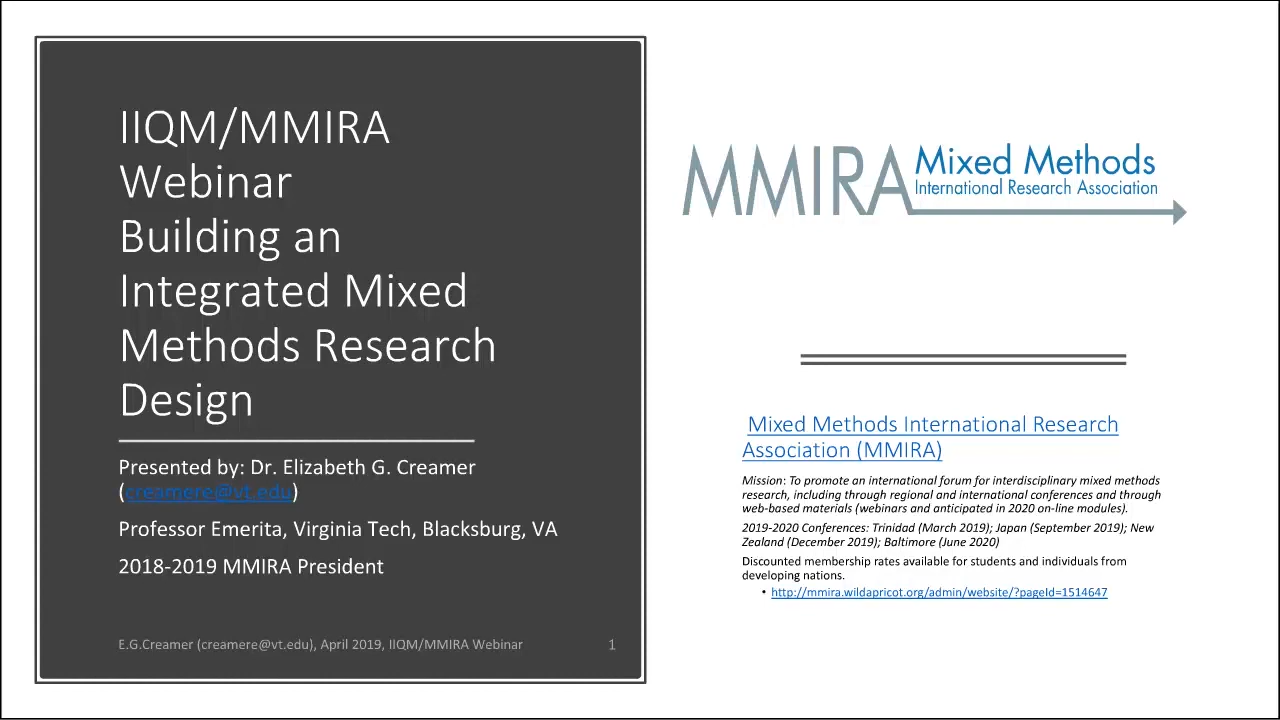 IIQM/MMIRA
Webinar
Building an
Integrated Mixed
Methods Research
Design
Presented by: Dr. Elizabeth G. Creamer
(creamere@vt.edu)
Professor Emerita, Virginia Tech, Blacksburg, VA
2018-2019 MMIRA President
E.G.Creamer (creamere@vt.edu), April 2019, IIQM/MMIRA Webinar 1
MMIRA Mixed Methods
International Research Association
Mixed Methods International Research
Association (MMIRA)
Mission: To promote an international forum for interdisciplinary mixed methods
research, including through regional and international conferences and through
web-based materials (webinars and anticipated in 2020 on-line modules).
2019-2020 Conferences: Trinidad (March 2019); Japan (September 2019); New
Zealand (December 2019); Baltimore (June 2020)
Discounted membership rates available for students and individuals from
developing nations.
• http://mmira.wildapricot.org/admin/website/?pageId=1514647